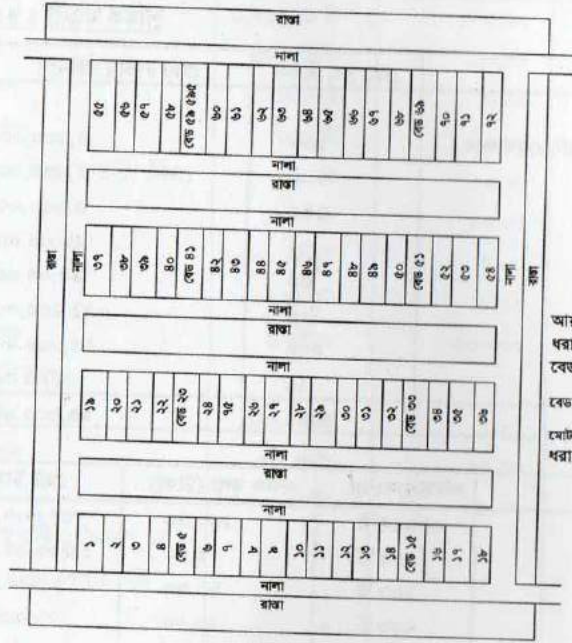 রাস্তা
নালা
৫৫ ৫৬ ৫৭ ৫৮ বেড ৫৯ ৫৯৫ ৬০ ৬১ ৬২ ৬৩ ৬৪ ৬৫ ৬৬ ৬৭ ৬৮ বেড ৬৯ ৭০ ৭১ ৭২
নালা
রাস্তা
নালা
রাস্তা নালা ৩৭ ৩৮ ৩৯ ৪০ বেড ৪১ ৪২ ৪৩ ৪৪ ৪৫ ৪৬ ৪৭ ৪৮ ৪৯ ৫০ বেড ৫১ ৫২ ৫৩ ৫৪ নালা রাস্তা
নালা
রাস্তা
নালা
১৯ ২০ ২১ ২২ বেড ২৩ ২৪ ২৫ ২৬ ২৭ ২৮ ২৯ ৩০ ৩১ ৩২ বেড ৩৩ ৩৪ ৩৫ ৩৬
নালা
রাস্তা
নালা
১ ২ ৩ ৪ বেড ৫ ৬ ৭ ৮ ৯ ১০ ১১ ১২ ১৩ ১৪ বেড ১৫ ১৬ ১৭ ১৮
নালা
রাস্তা
ধরা
বেড
বেড
মোট
ধরা